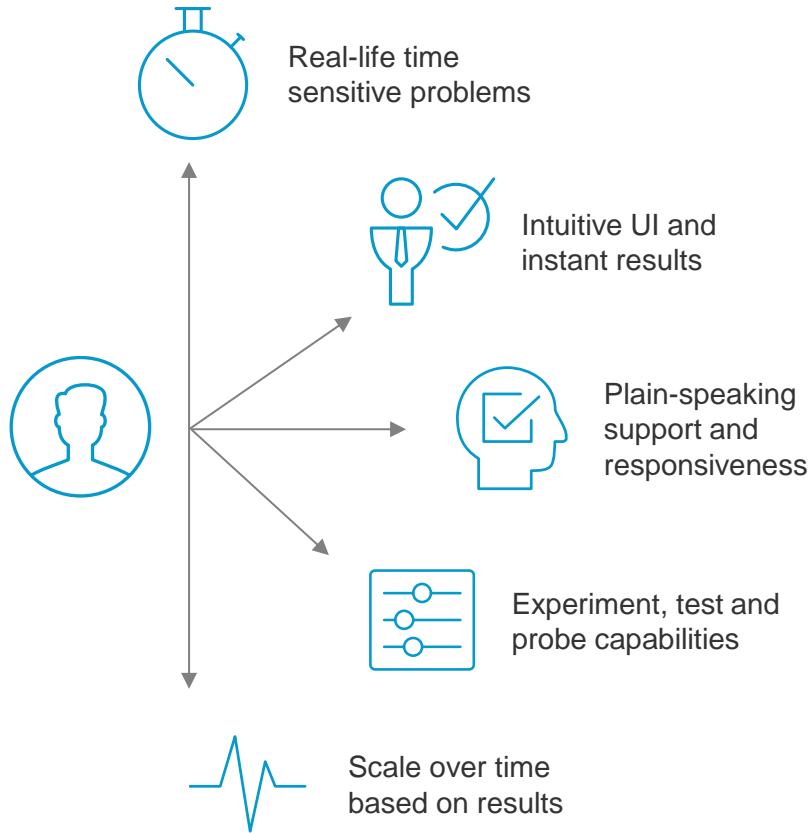 Real-life time
sensitive problems
Intuitive UI and
instant results
Plain-speaking
support and
responsiveness
Experiment, test and
probe capabilities
Scale over time
based on results